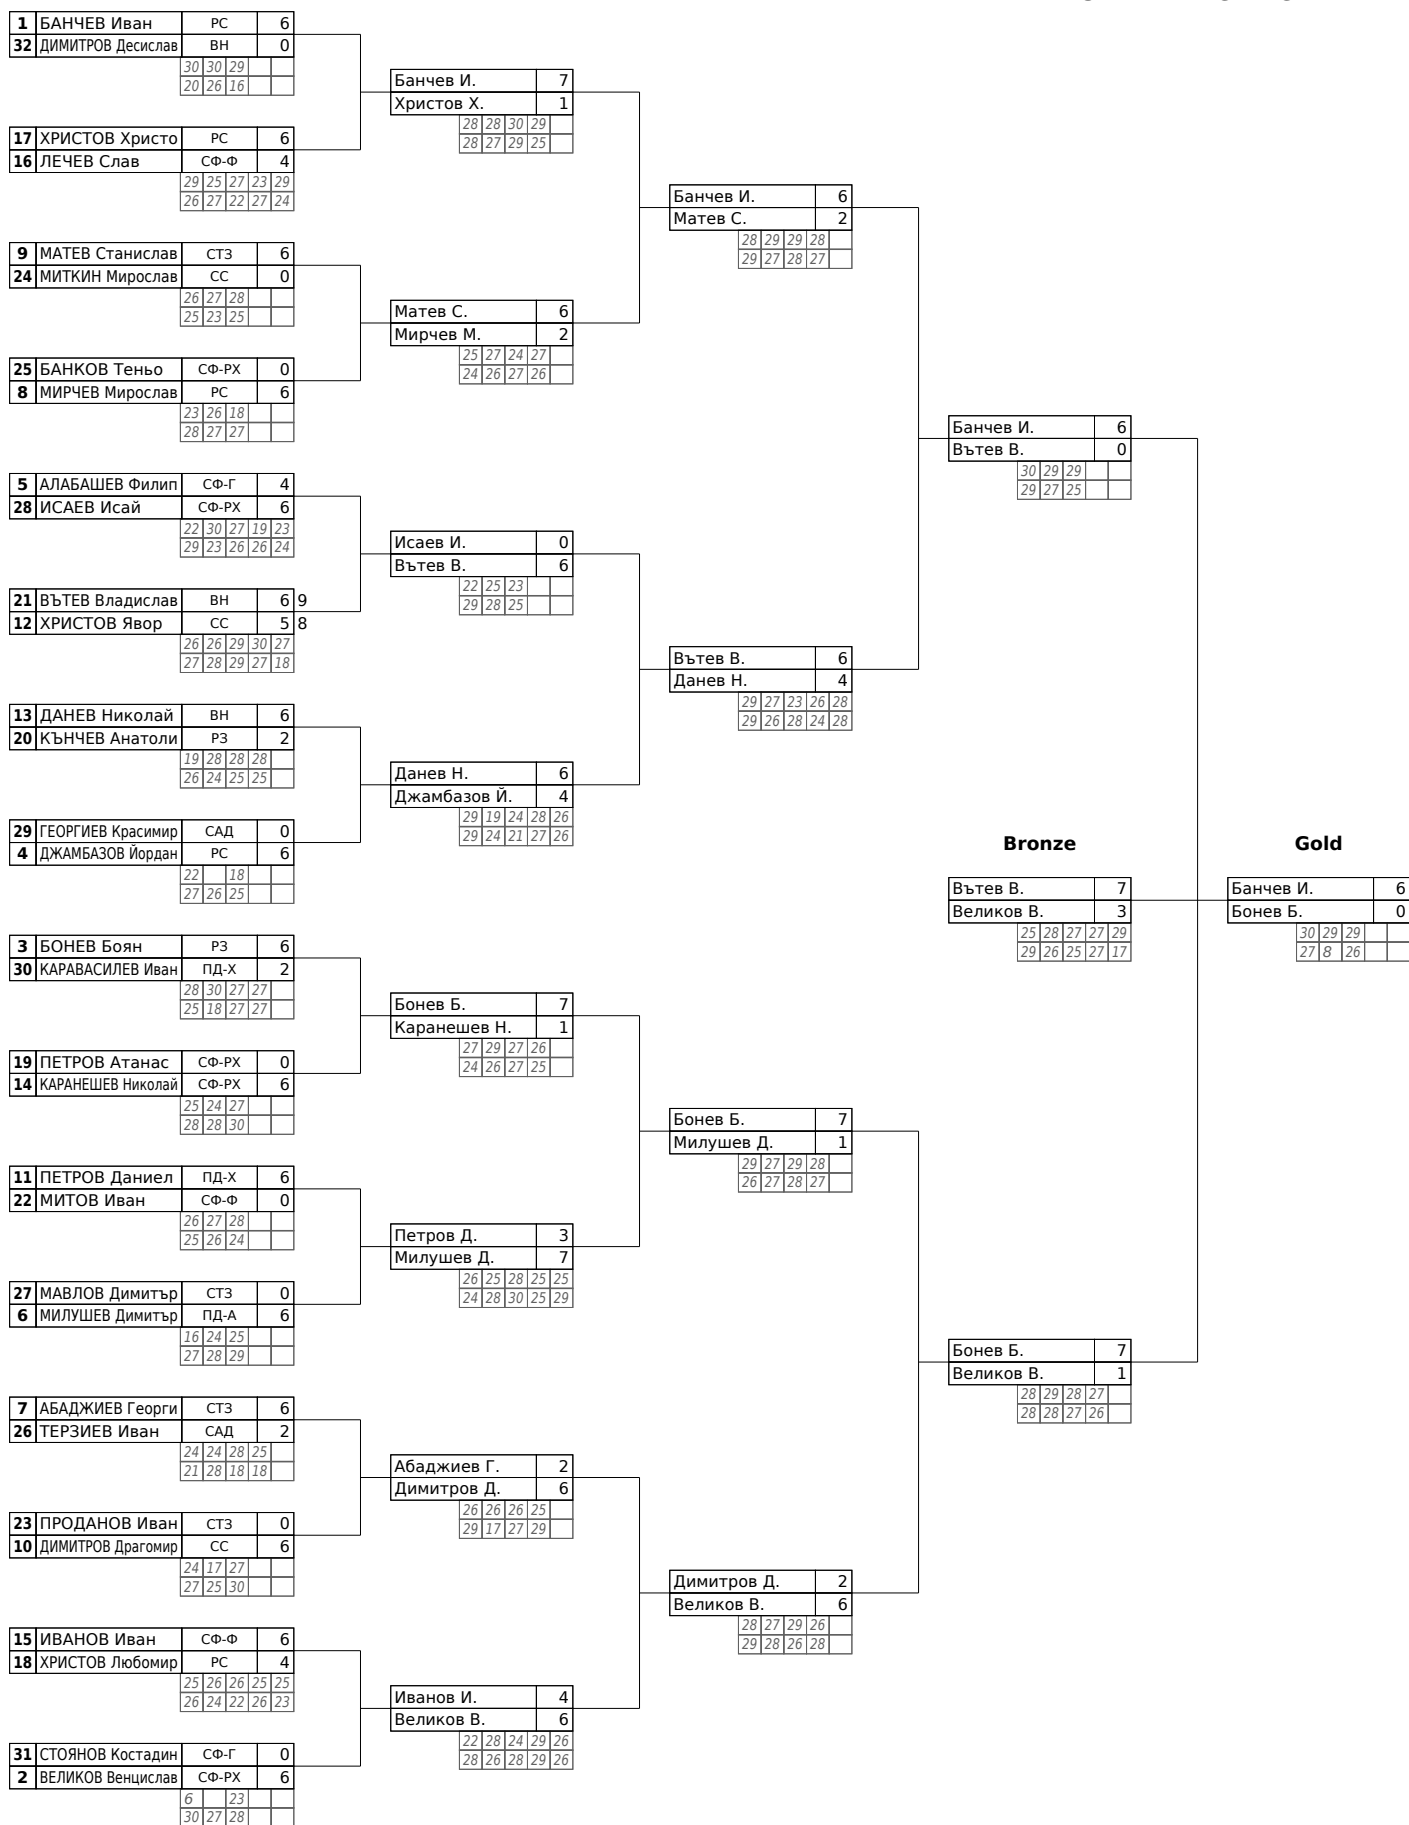 1 БАНЧЕВ Иван РС 6
32 ДИМИТРОВ Десислав ВН 0
30 30 29
20 26 16
17 ХРИСТОВ Христо РС 6
16 ЛЕЧЕВ Слав СФ-Ф 4
29 25 27 23 29
26 27 22 27 24
9 МАТЕВ Станислав СТЗ 6
24 МИТКИН Мирослав СС 0
26 27 28
25 23 25
25 БАНКОВ Теньо СФ-РХ 0
8 МИРЧЕВ Мирослав РС 6
23 26 18
28 27 27
5 АЛАБАШЕВ Филип СФ-Г 4
28 ИСАЕВ Исай СФ-РХ 6
22 30 27 19 23
29 23 26 26 24
21 ВЪТЕВ Владислав ВН 6 9
12 ХРИСТОВ Явор СС 5 8
26 26 29 30 27
27 28 29 27 18
13 ДАНЕВ Николай ВН 6
20 КЪНЧЕВ Анатоли РЗ 2
19 28 28 28
26 24 25 25
29 ГЕОРГИЕВ Красимир САД 0
4 ДЖАМБАЗОВ Йордан РС 6
22 18
27 26 25
3 БОНЕВ Боян РЗ 6
30 КАРАВАСИЛЕВ Иван ПД-Х 2
28 30 27 27
25 18 27 27
19 ПЕТРОВ Атанас СФ-РХ 0
14 КАРАНЕШЕВ Николай СФ-РХ 6
25 24 27
28 28 30
11 ПЕТРОВ Даниел ПД-Х 6
22 МИТОВ Иван СФ-Ф 0
26 27 28
25 26 24
27 МАВЛОВ Димитър СТЗ 0
6 МИЛУШЕВ Димитър ПД-А 6
16 24 25
27 28 29
7 АБАДЖИЕВ Георги СТЗ 6
26 ТЕРЗИЕВ Иван САД 2
24 24 28 25
21 28 18 18
23 ПРОДАНОВ Иван СТЗ 0
10 ДИМИТРОВ Драгомир СС 6
24 17 27
27 25 30
15 ИВАНОВ Иван СФ-Ф 6
18 ХРИСТОВ Любомир РС 4
25 26 26 25 25
26 24 22 26 23
31 СТОЯНОВ Костадин СФ-Г 0
2 ВЕЛИКОВ Венцислав СФ-РХ 6
6 23
30 27 28
Банчев И. 7
Христов Х. 1
28 28 30 29
28 27 29 25
Матев С. 6
Мирчев М. 2
25 27 24 27
24 26 27 26
Исаев И. 0
Вътев В. 6
22 25 23
29 28 25
Данев Н. 6
Джамбазов Й. 4
29 19 24 28 26
29 24 21 27 26
Бонев Б. 7
Каранешев Н. 1
27 29 27 26
24 26 27 25
Петров Д. 3
Милушев Д. 7
26 25 28 25 25
24 28 30 25 29
Абаджиев Г. 2
Димитров Д. 6
26 26 26 25
29 17 27 29
Иванов И. 4
Великов В. 6
22 28 24 29 26
28 26 28 29 26
Банчев И. 6
Матев С. 2
28 29 29 28
29 27 28 27
Вътев В. 6
Данев Н. 4
29 27 23 26 28
29 26 28 24 28
Бонев Б. 7
Милушев Д. 1
29 27 29 28
26 27 28 27
Димитров Д. 2
Великов В. 6
28 27 29 26
29 28 26 28
Банчев И. 6
Вътев В. 0
30 29 29
29 27 25
Бонев Б. 7
Великов В. 1
28 29 28 27
28 28 27 26
Bronze
Вътев В. 7
Великов В. 3
25 28 27 27 29
29 26 25 27 17
Gold
Банчев И. 6
Бонев Б. 0
30 29 29
27 8 26